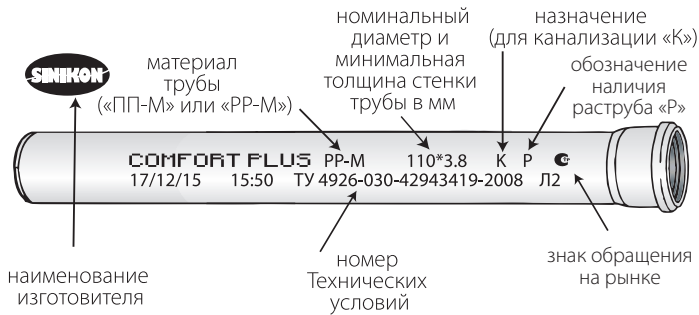 номинальный
диаметр и
минимальная
толщина стенки
трубы в мм
назначение
(для канализации «К»)
обозначение
наличия
раструба «Р»
SINIKON
материал
трубы
(«ПП-М» или «PP-M»)
COMFORT PLUS PP-M 110*3.8 К Р
17/12/15 15:50 ТУ 4926-030-42943419-2008 Л2
наименование
изготовителя
номер
Технических
условий
знак обращения
на рынке